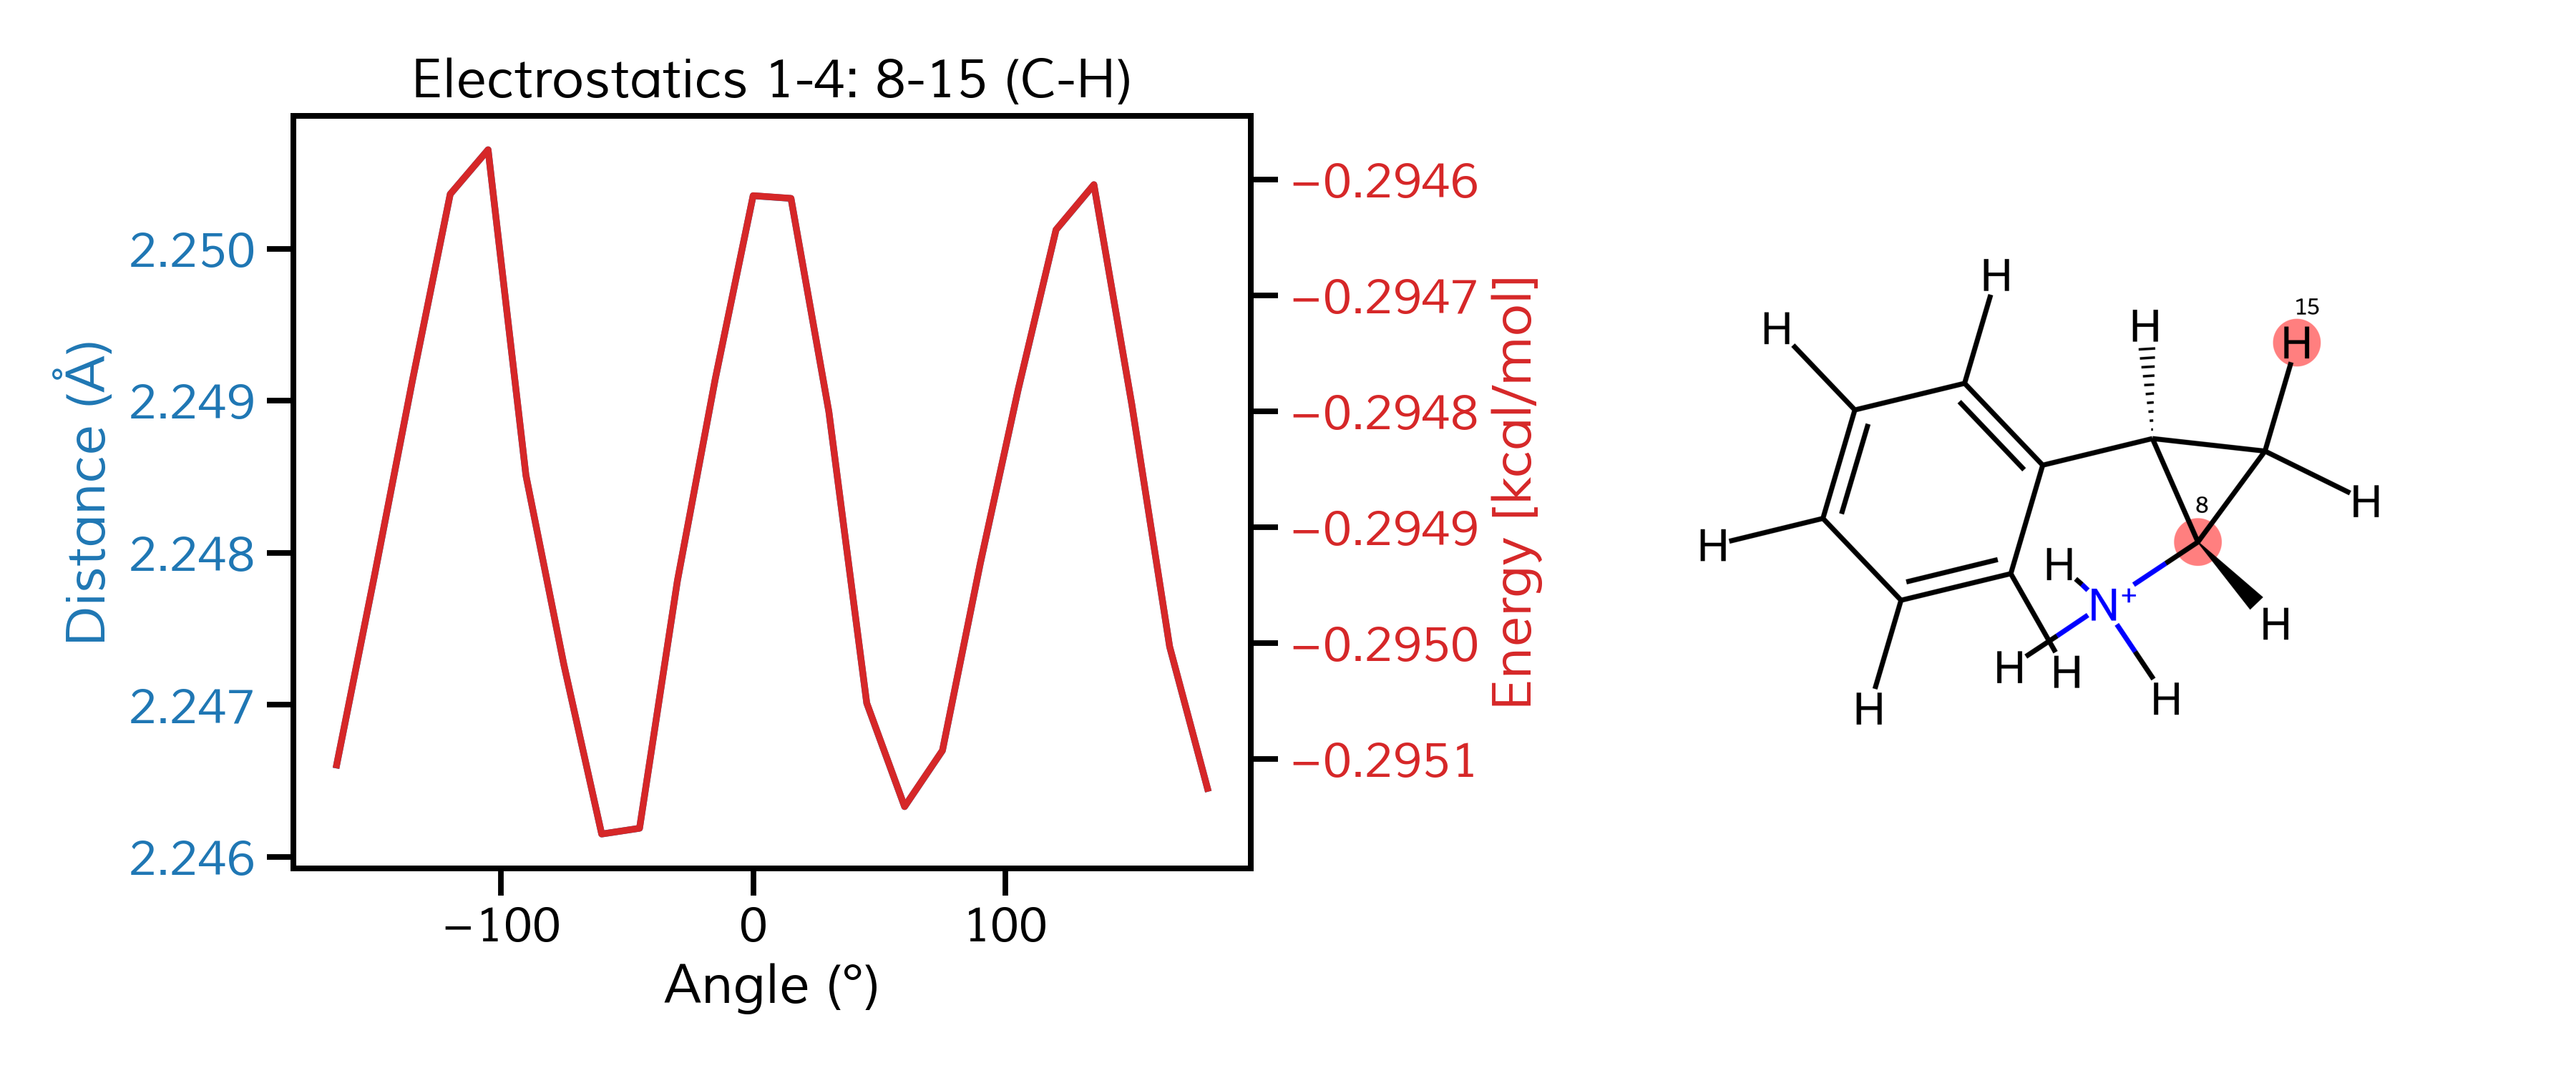 Electrostatics 1-4: 8-15 (C-H)
Distance (Å)
2.250
2.249
2.248
2.247
2.246
−100
0
100
Angle (°)
−0.2946
−0.2947
−0.2948
−0.2949
−0.2950
−0.2951
Energy [kcal/mol]
H
15
H
H
H
H
8
H
H
H
N+
H
H
H
H
H